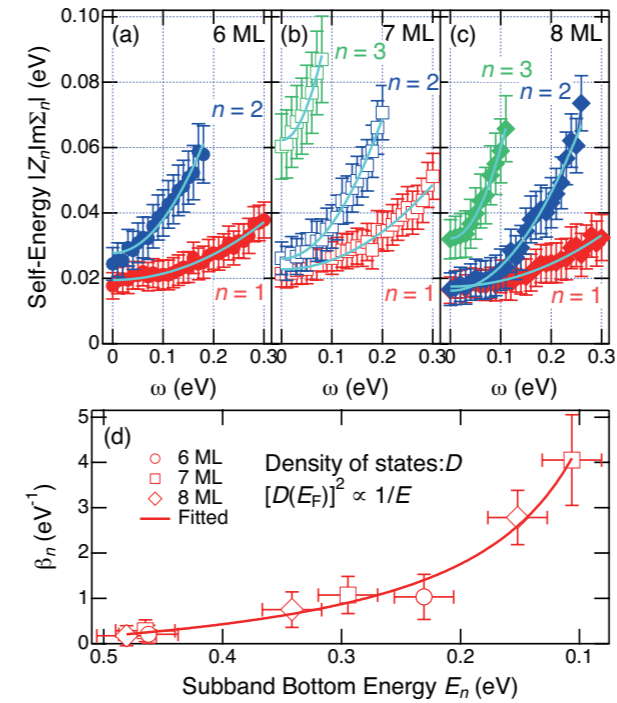 Self-Energy |Z_n ImΣ_n| (eV)
0.10
0.08
0.06
0.04
0.02
0
(a) 6 ML
n = 2
n = 1
0 0.1 0.2 0.3
ω (eV)
(b) 7 ML
n = 3
n = 2
n = 1
0 0.1 0.2 0.3
ω (eV)
(c) 8 ML
n = 3
n = 2
n = 1
0 0.1 0.2 0.3
ω (eV)
(d)
6 ML
7 ML
8 ML
Fitted
Density of states:D
[D(E_F)]² ∝ 1/E
β_n (eV⁻¹)
5
4
3
2
1
0
0.5 0.4 0.3 0.2 0.1
Subband Bottom Energy E_n (eV)